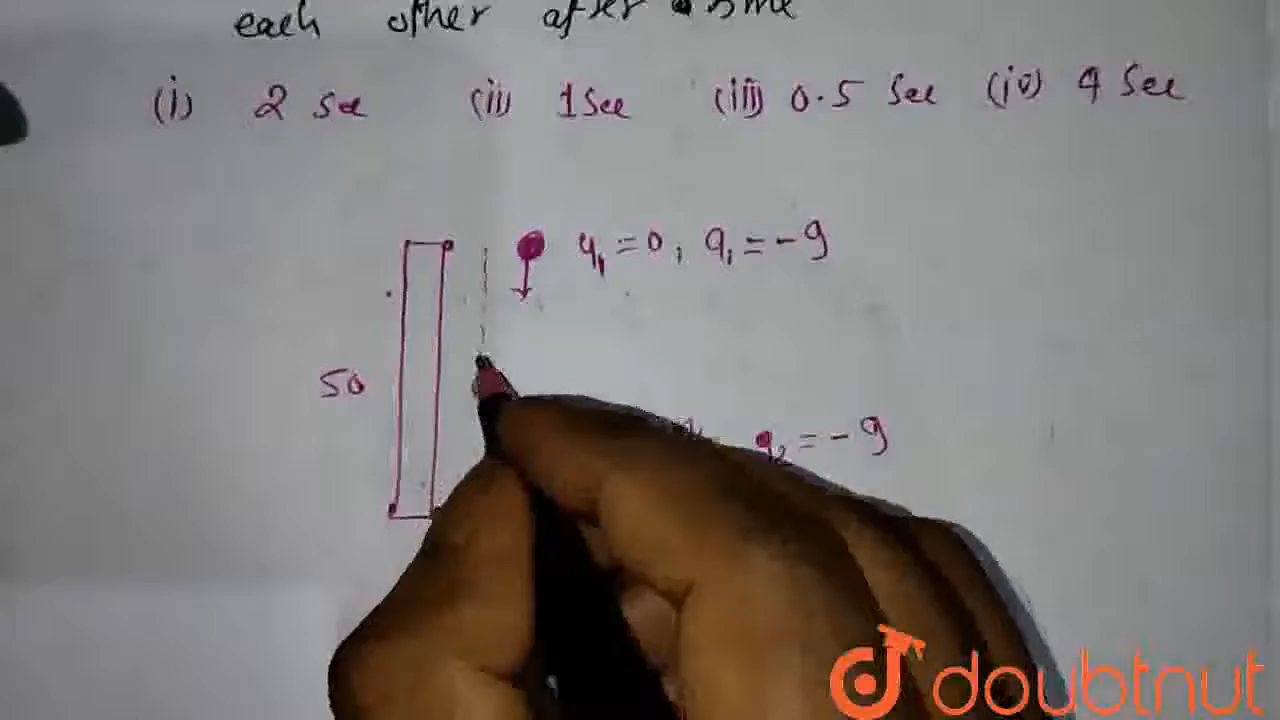 each other after time
(i) 2 Sec (ii) 1 Sec (iii) 0.5 Sec (iv) 4 Sec
u₁ = 0, a₁ = -g
50
a₂ = -g
doubtnut